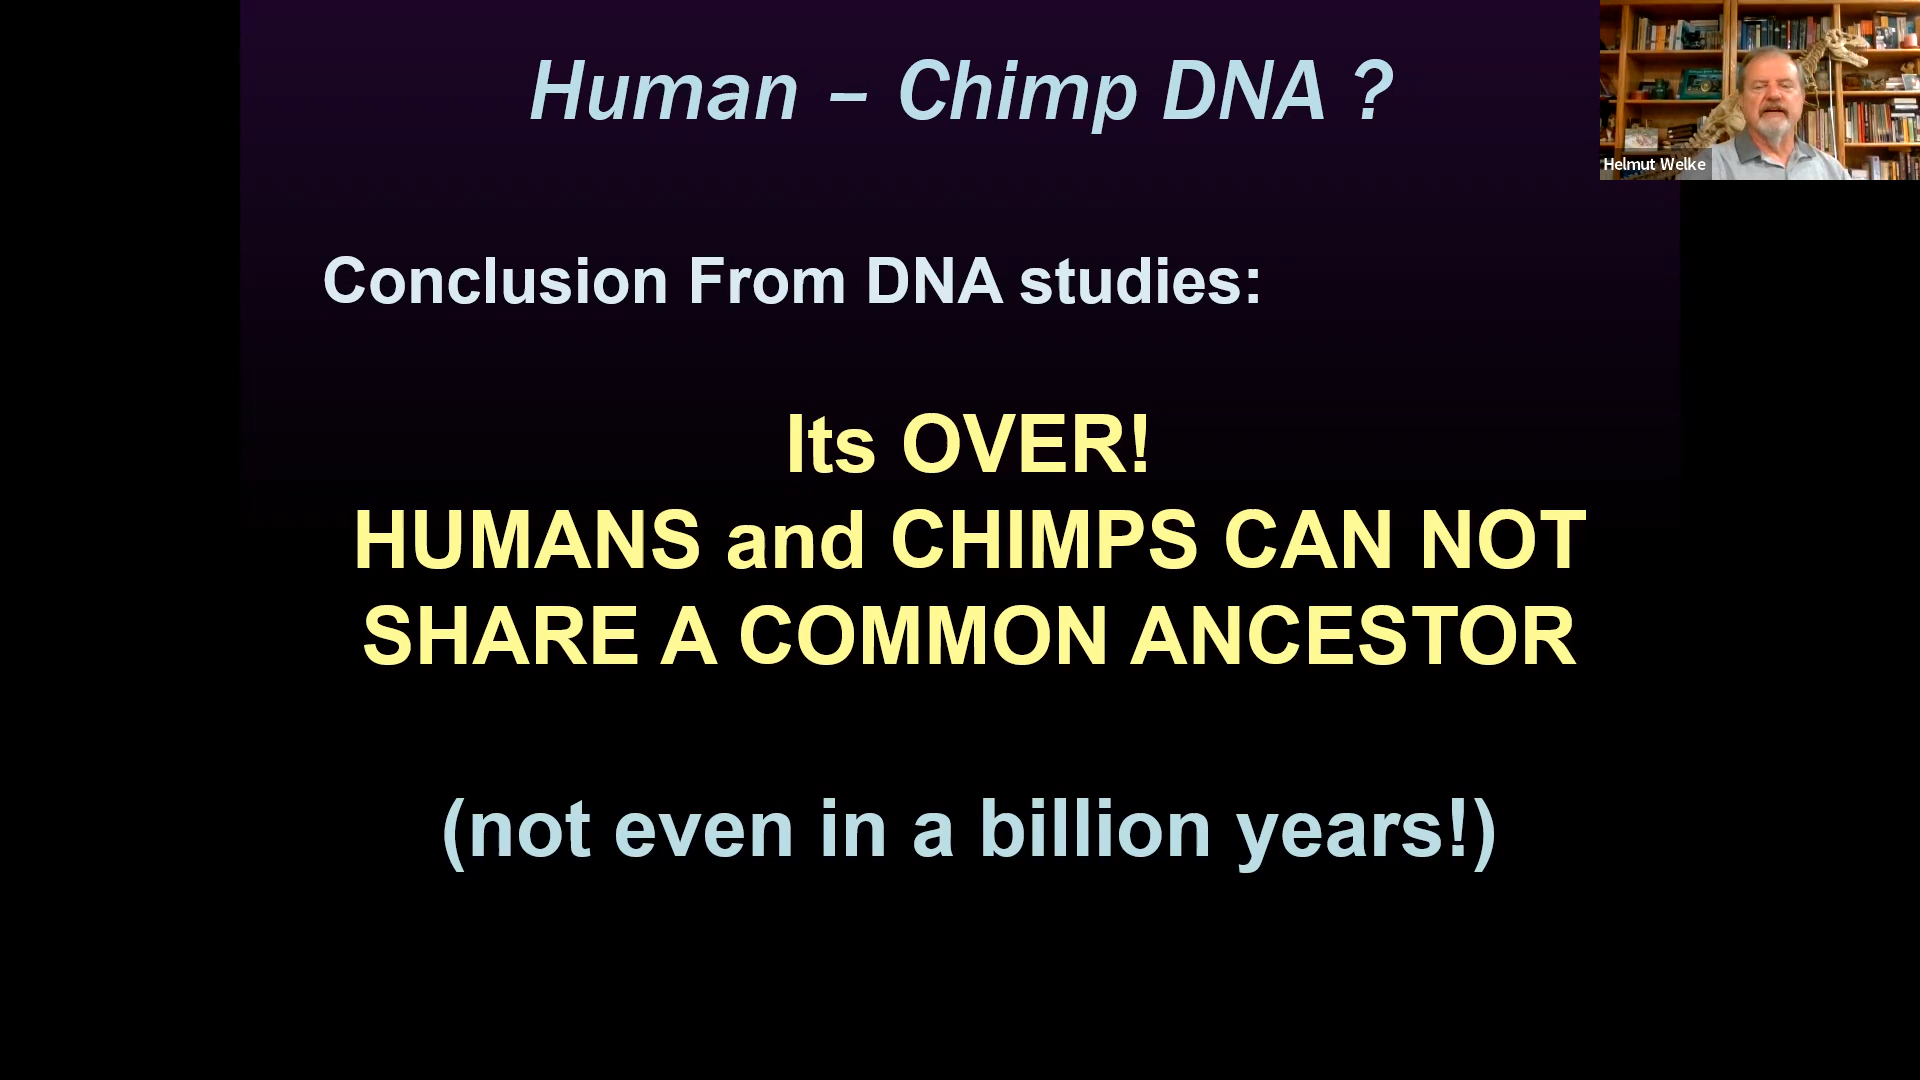 Human – Chimp DNA ?
Helmut Welke
Conclusion From DNA studies:
Its OVER!
HUMANS and CHIMPS CAN NOT
SHARE A COMMON ANCESTOR
(not even in a billion years!)